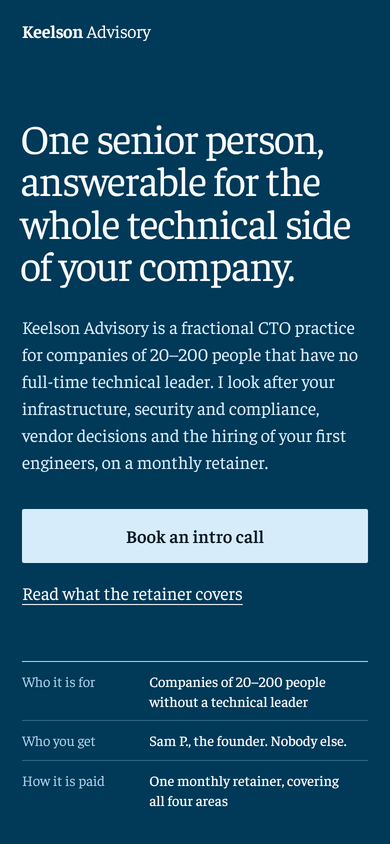 Keelson Advisory
One senior person,
answerable for the
whole technical side
of your company.
Keelson Advisory is a fractional CTO practice
for companies of 20–200 people that have no
full-time technical leader. I look after your
infrastructure, security and compliance,
vendor decisions and the hiring of your first
engineers, on a monthly retainer.
Book an intro call
Read what the retainer covers
Who it is for
Companies of 20–200 people
without a technical leader
Who you get
Sam P., the founder. Nobody else.
How it is paid
One monthly retainer, covering
all four areas